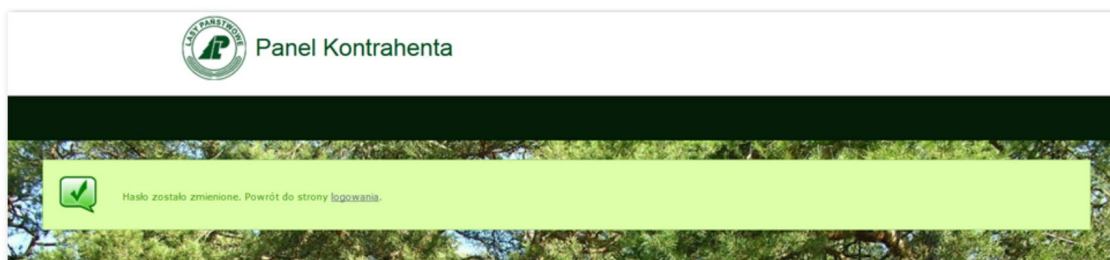 LASY PAŃSTWOWE
Panel Kontrahenta
Hasło zostało zmienione. Powrót do strony logowania.